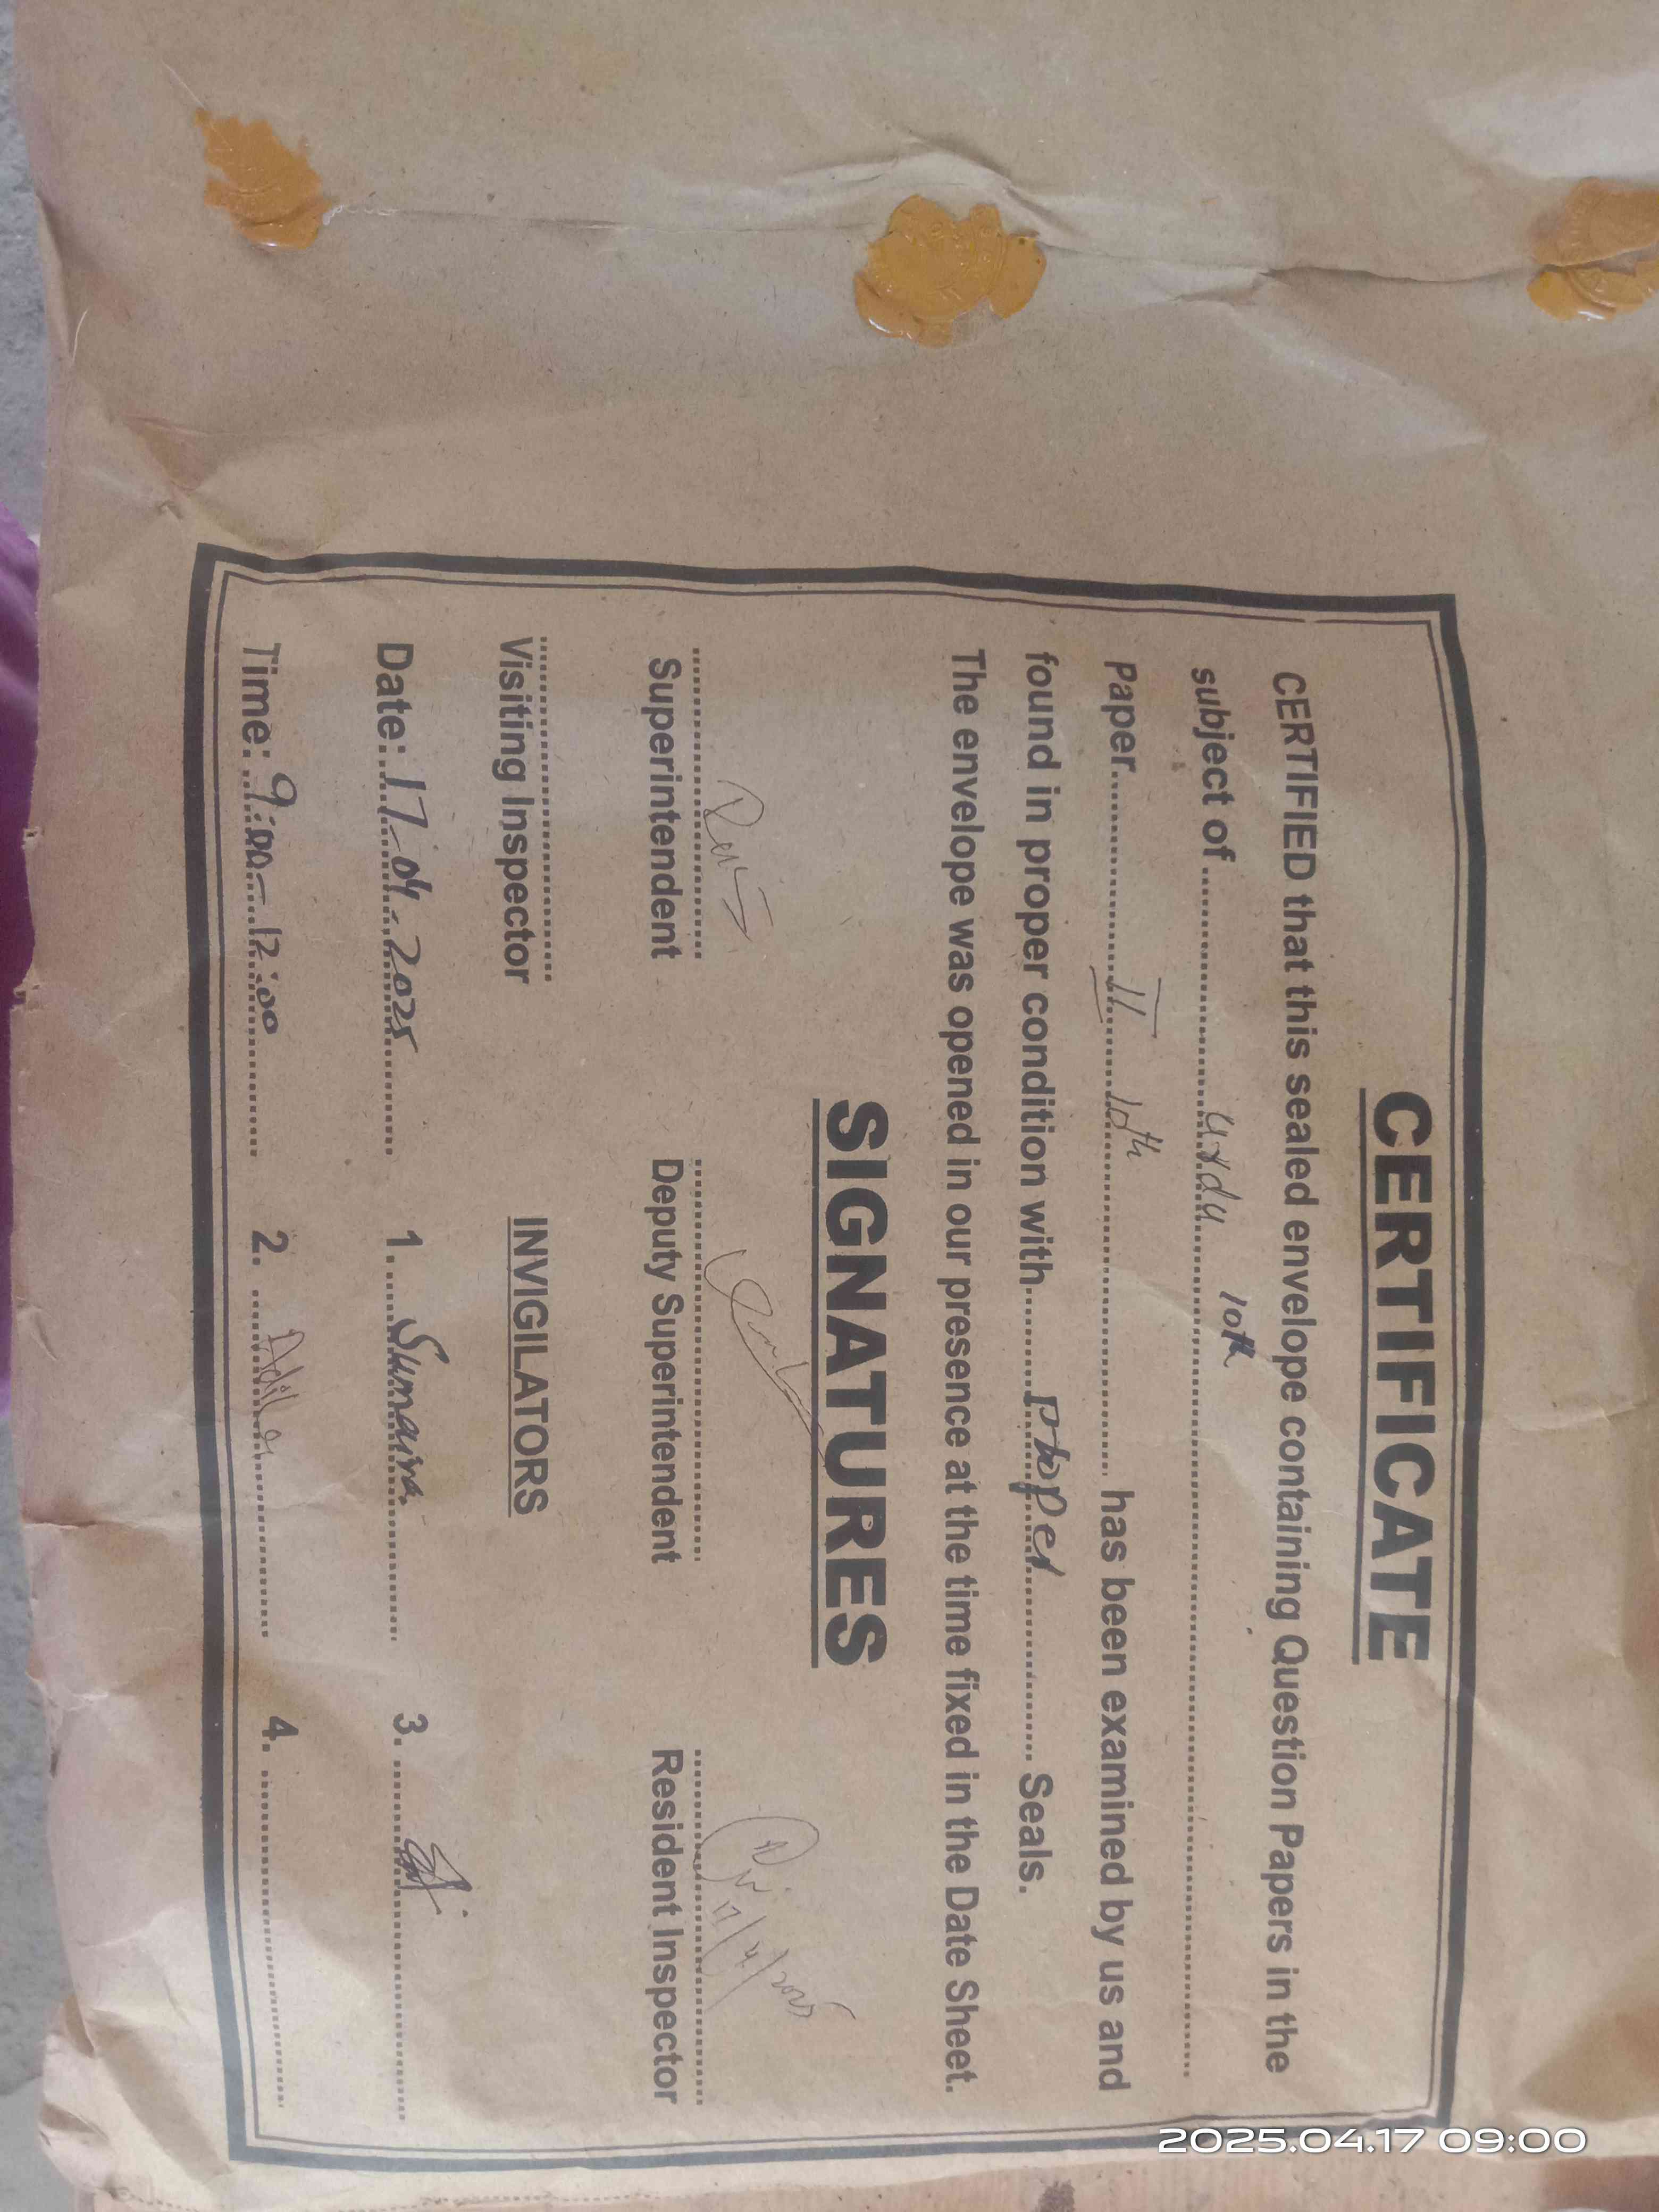 CERTIFICATE
CERTIFIED that this sealed envelope containing Question Papers in the
subject of ........ urdu 10th ........
Paper ........ II 10th ........ has been examined by us and
found in proper condition with ........ proper ........ Seals.
The envelope was opened in our presence at the time fixed in the Date Sheet.
SIGNATURES
17/4/2025
Superintendent Deputy Superintendent Resident Inspector
Visiting Inspector INVIGILATORS
Date: 17-04-2025 1. Sumaira 3.
Time: 9:00-12:00 2. 4.
2025.04.17 09:00